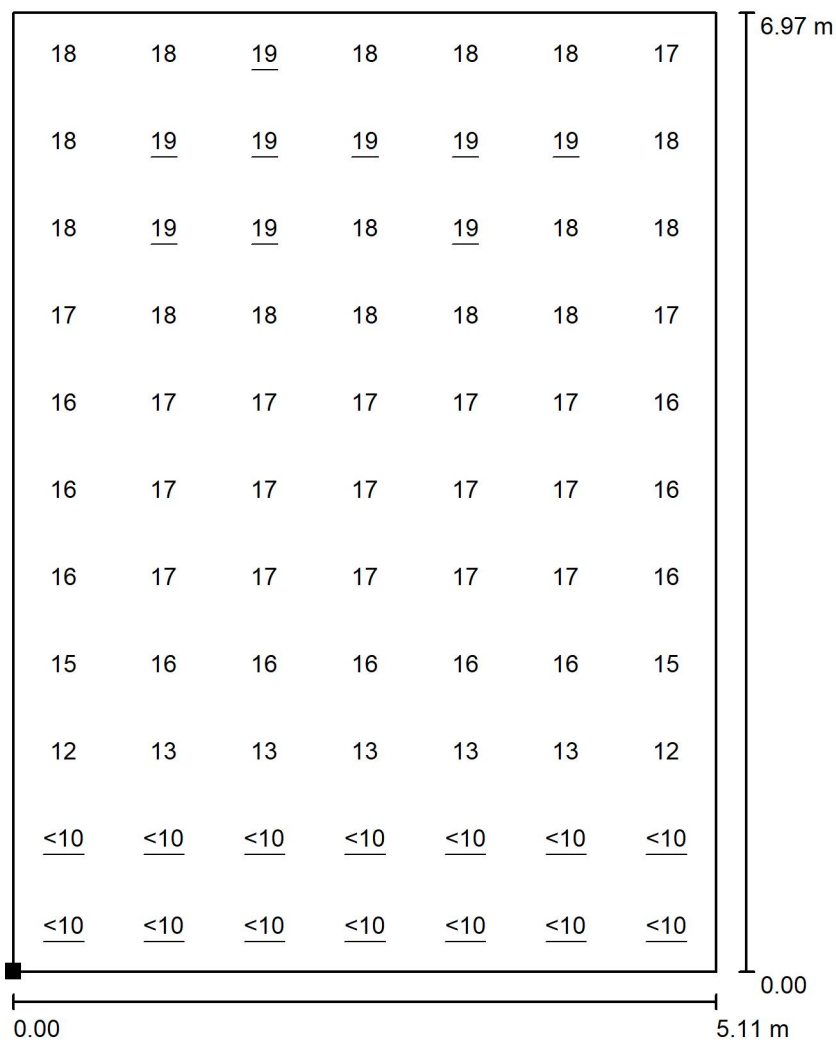 6.97 m
18 18 19 18 18 18 17
18 19 19 19 19 19 18
18 19 19 18 19 18 18
17 18 18 18 18 18 17
16 17 17 17 17 17 16
16 17 17 17 17 17 16
16 17 17 17 17 17 16
15 16 16 16 16 16 15
12 13 13 13 13 13 12
<10 <10 <10 <10 <10 <10 <10
<10 <10 <10 <10 <10 <10 <10
0.00
0.00 5.11 m